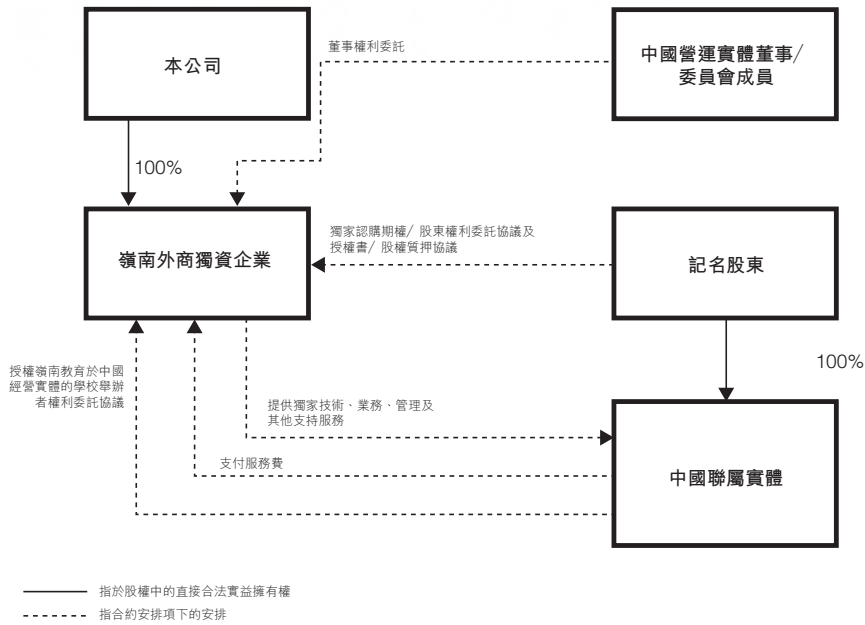 董事權利委託
本公司
中國營運實體董事/
委員會成員
100%
獨家認購期權/ 股東權利委託協議及
授權書/ 股權質押協議
嶺南外商獨資企業
記名股東
授權嶺南教育於中國
經營實體的學校舉辦
者權利委託協議
100%
提供獨家技術、業務、管理及
其他支持服務
支付服務費
中國聯屬實體
指於股權中的直接合法實益擁有權
指合約安排項下的安排